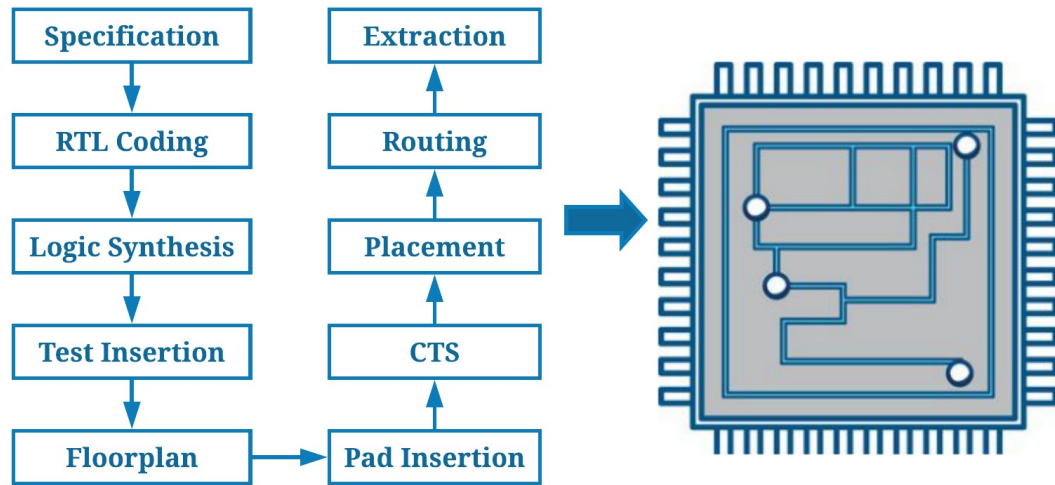 Specification
RTL Coding
Logic Synthesis
Test Insertion
Floorplan
Pad Insertion
CTS
Placement
Routing
Extraction